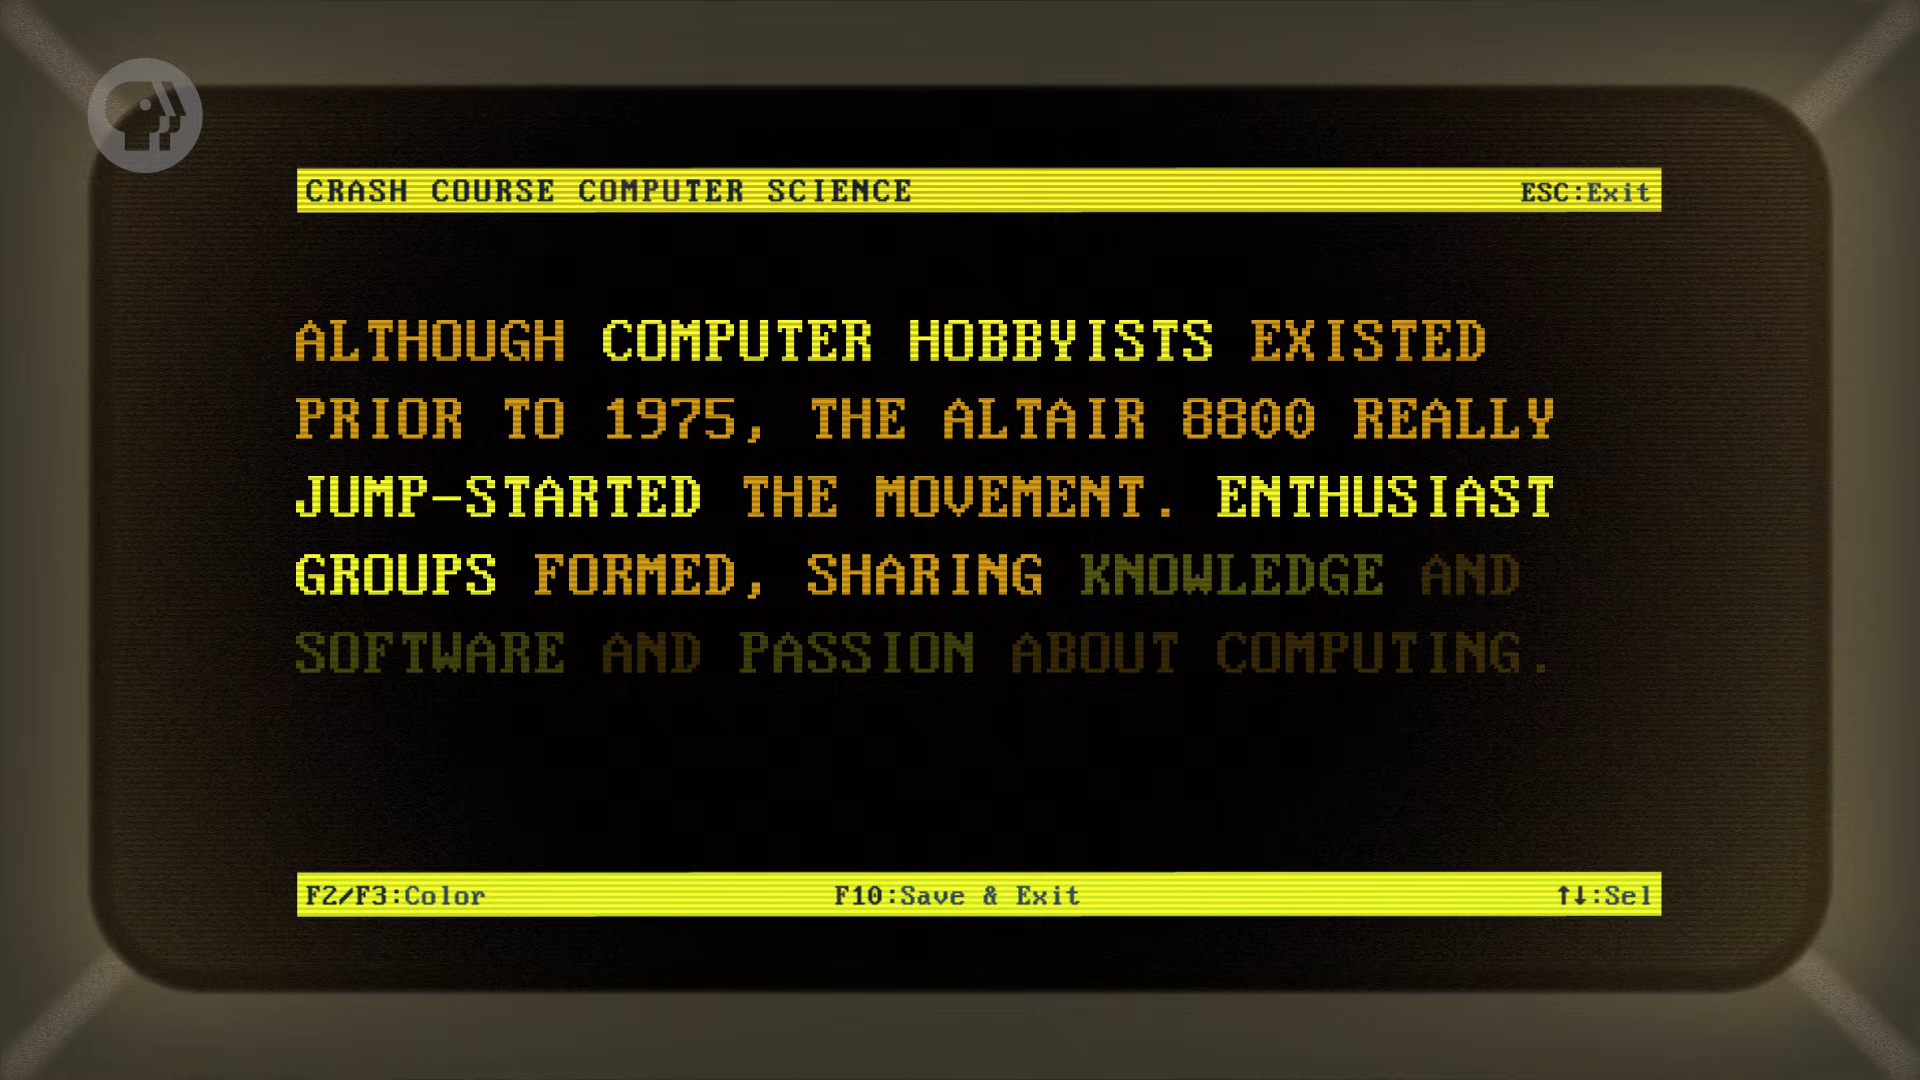 CRASH COURSE COMPUTER SCIENCE ESC:Exit
ALTHOUGH COMPUTER HOBBYISTS EXISTED
PRIOR TO 1975, THE ALTAIR 8800 REALLY
JUMP-STARTED THE MOVEMENT. ENTHUSIAST
GROUPS FORMED, SHARING KNOWLEDGE AND
SOFTWARE AND PASSION ABOUT COMPUTING.
F2/F3:Color F10:Save & Exit ↑↓:Sel